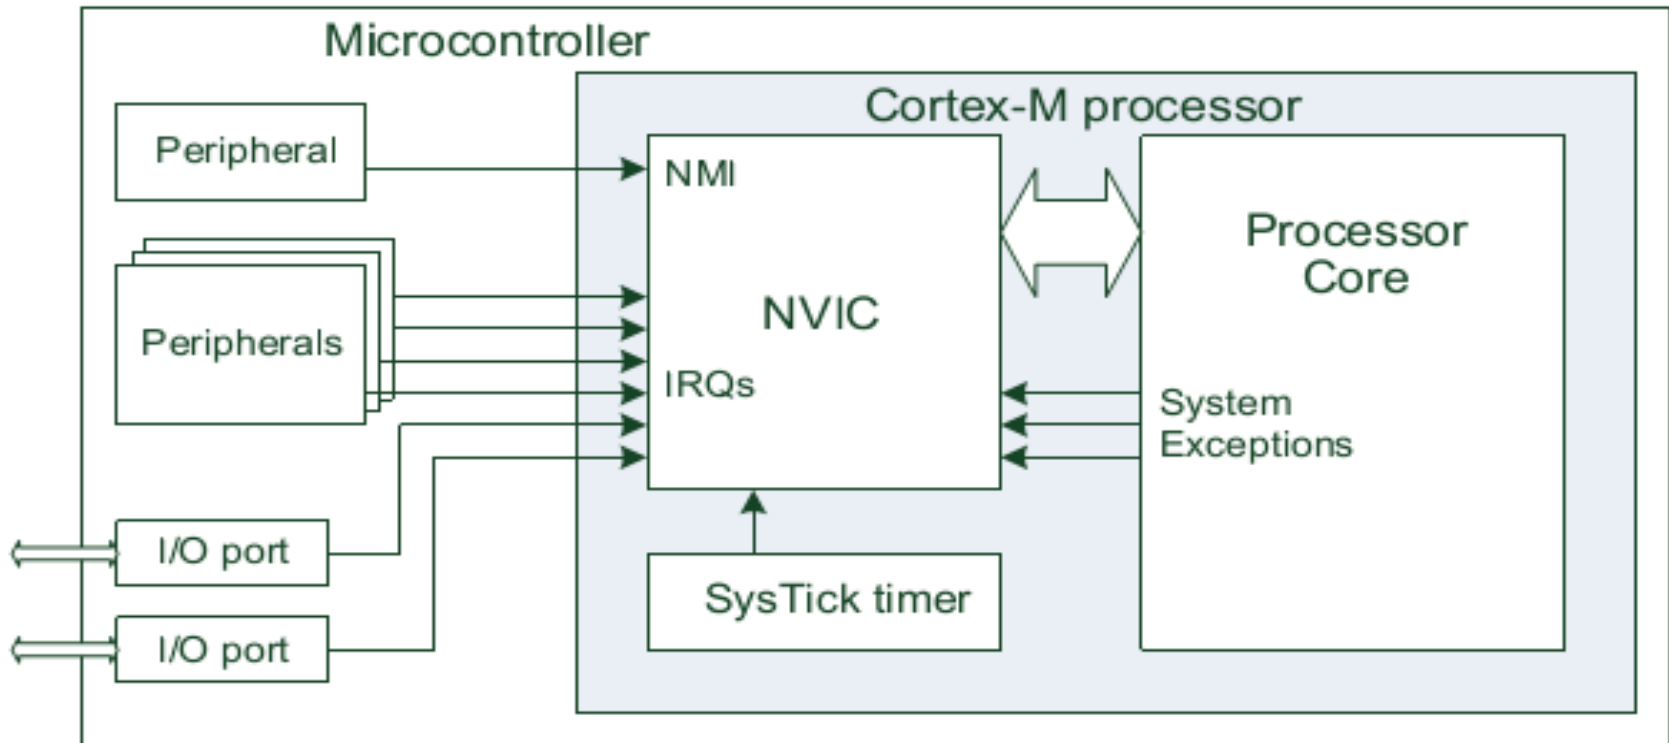 Microcontroller
Cortex-M processor
Peripheral
NMI
Processor
Core
NVIC
Peripherals
IRQs
System
Exceptions
I/O port
SysTick timer
I/O port